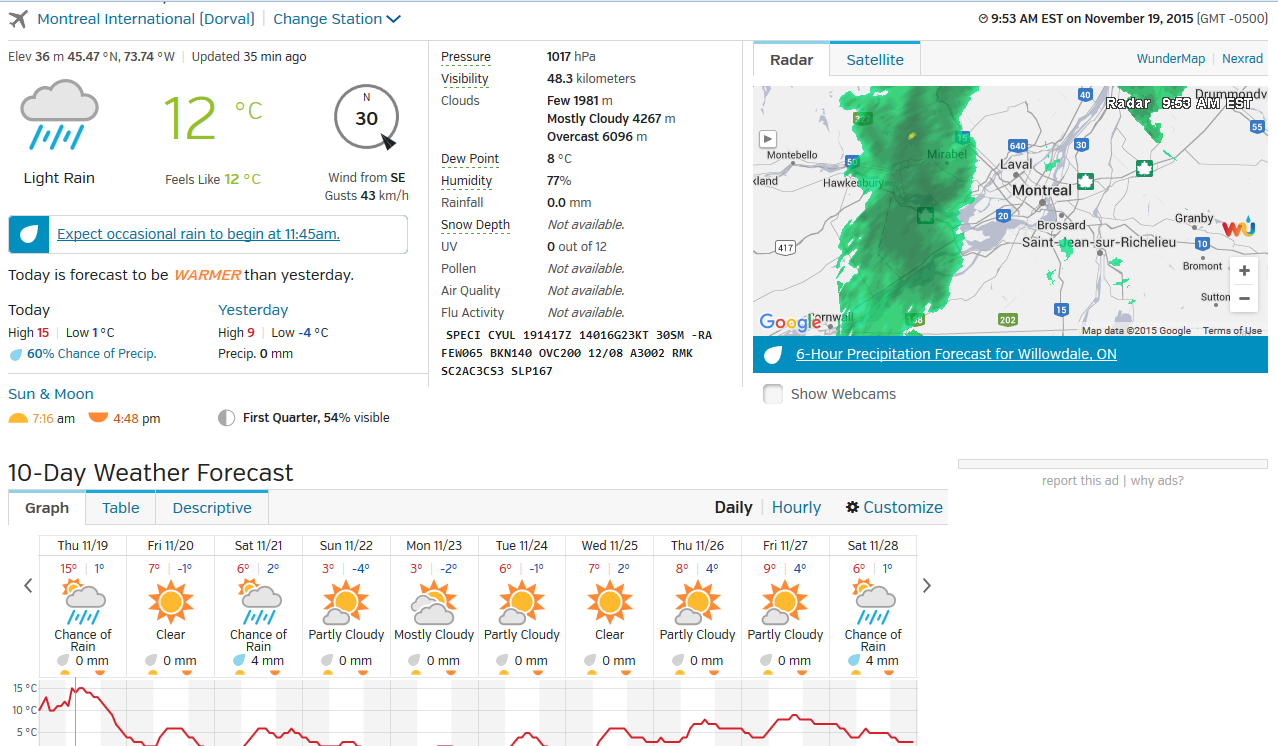 Montreal International (Dorval) | Change Station
9:53 AM EST on November 19, 2015 (GMT -0500)
Elev 36 m 45.47 °N, 73.74 °W | Updated 35 min ago
12 °C
N
30
Light Rain
Feels Like 12 °C
Wind from SE
Gusts 43 km/h
Expect occasional rain to begin at 11:45am.
Today is forecast to be WARMER than yesterday.
Today
High 15 | Low 1 °C
60% Chance of Precip.
Yesterday
High 9 | Low -4 °C
Precip. 0 mm
Sun & Moon
7:16 am
4:48 pm
First Quarter, 54% visible
Pressure 1017 hPa
Visibility 48.3 kilometers
Clouds Few 1981 m
Mostly Cloudy 4267 m
Overcast 6096 m
Dew Point 8 °C
Humidity 77%
Rainfall 0.0 mm
Snow Depth Not available.
UV 0 out of 12
Pollen Not available.
Air Quality Not available.
Flu Activity Not available.
SPECI CYUL 191417Z 14016G23KT 30SM -RA
FEW065 BKN140 OVC200 12/08 A3002 RMK
SC2AC3CS3 SLP167
Radar
Satellite
WunderMap | Nexrad
40
Drummondv
Radar 9:53 AM EST
55
15
640
30
Montebello
50
Mirabel
Laval
kland
Hawkesbury
Montreal
20
Brossard
Granby
wu
417
Saint-Jean-sur-Richelieu
10
Bromont
+
Sutton
−
15
202
Google
Cornwall
Map data ©2015 Google
Terms of Use
6-Hour Precipitation Forecast for Willowdale, ON
Show Webcams
10-Day Weather Forecast
report this ad | why ads?
Graph
Table
Descriptive
Daily | Hourly
Customize
Thu 11/19 Fri 11/20 Sat 11/21 Sun 11/22 Mon 11/23 Tue 11/24 Wed 11/25 Thu 11/26 Fri 11/27 Sat 11/28
15° | 1° 7° | -1° 6° | 2° 3° | -4° 3° | -2° 6° | -1° 7° | 2° 8° | 4° 9° | 4° 6° | 1°
Chance of Rain Clear Chance of Rain Partly Cloudy Mostly Cloudy Partly Cloudy Clear Partly Cloudy Partly Cloudy Chance of Rain
0 mm 0 mm 4 mm 0 mm 0 mm 0 mm 0 mm 0 mm 0 mm 4 mm
15 °C
10 °C
5 °C